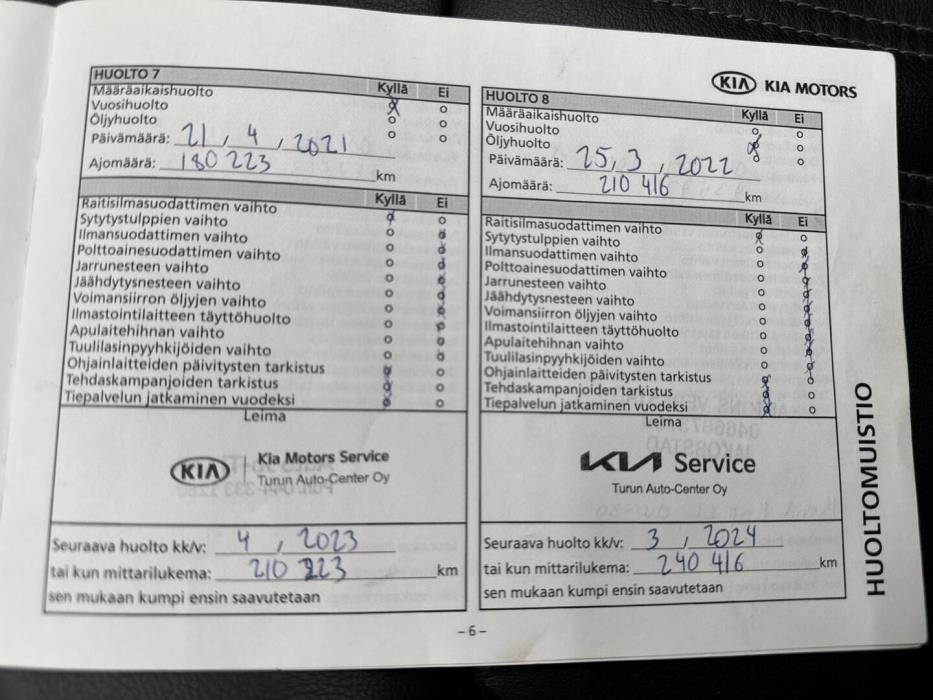 HUOLTO 7
Kyllä Ei
Määräaikaishuolto
Vuosihuolto
Öljyhuolto
Päivämäärä: 21, 4, 2021
Ajomäärä: 180 223 km
Kyllä Ei
Raitisilmasuodattimen vaihto
Sytytystulppien vaihto
Ilmansuodattimen vaihto
Polttoainesuodattimen vaihto
Jarrunesteen vaihto
Jäähdytysnesteen vaihto
Voimansiirron öljyjen vaihto
Ilmastointilaitteen täyttöhuolto
Apulaitehihnan vaihto
Tuulilasinpyyhkijöiden vaihto
Ohjainlaitteiden päivitysten tarkistus
Tehdaskampanjoiden tarkistus
Tiepalvelun jatkaminen vuodeksi
Leima
KIA Kia Motors Service
Turun Auto-Center Oy
Seuraava huolto kk/v: 4, 2023
tai kun mittarilukema: 210 223 km
sen mukaan kumpi ensin saavutetaan
KIA KIA MOTORS
HUOLTO 8
Kyllä Ei
Määräaikaishuolto
Vuosihuolto
Öljyhuolto
Päivämäärä: 25, 3, 2022
Ajomäärä: 210 416 km
Kyllä Ei
Raitisilmasuodattimen vaihto
Sytytystulppien vaihto
Ilmansuodattimen vaihto
Polttoainesuodattimen vaihto
Jarrunesteen vaihto
Jäähdytysnesteen vaihto
Voimansiirron öljyjen vaihto
Ilmastointilaitteen täyttöhuolto
Apulaitehihnan vaihto
Tuulilasinpyyhkijöiden vaihto
Ohjainlaitteiden päivitysten tarkistus
Tehdaskampanjoiden tarkistus
Tiepalvelun jatkaminen vuodeksi
Leima
KIA Service
Turun Auto-Center Oy
Seuraava huolto kk/v: 3, 2024
tai kun mittarilukema: 240 416 km
sen mukaan kumpi ensin saavutetaan
HUOLTOMUISTIO
-6-